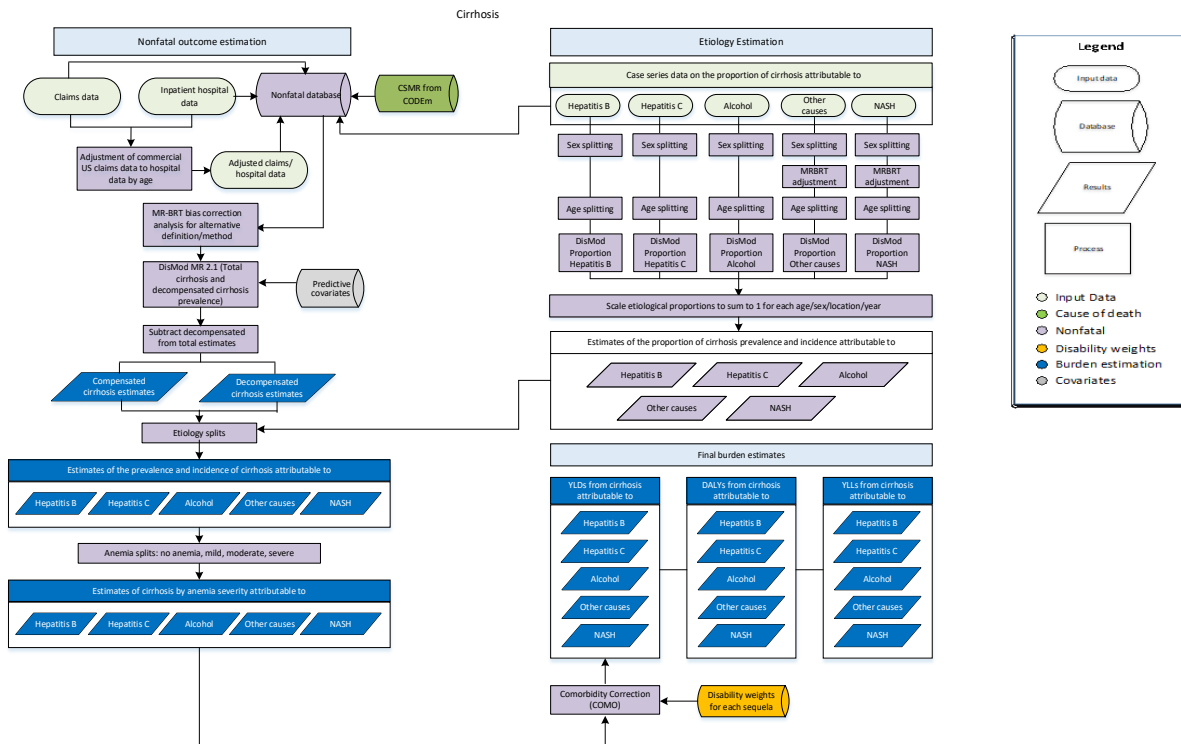 Cirrhosis
Nonfatal outcome estimation
Claims data
Inpatient hospital
data
Nonfatal database
CSMR from
CODEm
Adjustment of commercial
US claims data to hospital
data by age
Adjusted claims/
hospital data
MR-BRT bias correction
analysis for alternative
definition/method
DisMod MR 2.1 (Total
cirrhosis and
decompensated cirrhosis
prevalence)
Predictive
covariates
Subtract decompensated
from total estimates
Compensated
cirrhosis estimates
Decompensated
cirrhosis estimates
Etiology splits
Estimates of the prevalence and incidence of cirrhosis attributable to
Hepatitis B
Hepatitis C
Alcohol
Other causes
NASH
Anemia splits: no anemia, mild, moderate, severe
Estimates of cirrhosis by anemia severity attributable to
Hepatitis B
Hepatitis C
Alcohol
Other causes
NASH
Etiology Estimation
Case series data on the proportion of cirrhosis attributable to
Hepatitis B
Hepatitis C
Alcohol
Other
causes
NASH
Sex splitting
Sex splitting
Sex splitting
Sex splitting
Sex splitting
MRBRT
adjustment
MRBRT
adjustment
Age splitting
Age splitting
Age splitting
Age splitting
Age splitting
DisMod
Proportion
Hepatitis B
DisMod
Proportion
Hepatitis C
DisMod
Proportion
Alcohol
DisMod
Proportion
Other causes
DisMod
Proportion
NASH
Scale etiological proportions to sum to 1 for each age/sex/location/year
Estimates of the proportion of cirrhosis prevalence and incidence attributable to
Hepatitis B
Hepatitis C
Alcohol
Other causes
NASH
Final burden estimates
YLDs from cirrhosis
attributable to
Hepatitis B
Hepatitis C
Alcohol
Other causes
NASH
DALYs from cirrhosis
attributable to
Hepatitis B
Hepatitis C
Alcohol
Other causes
NASH
YLLs from cirrhosis
attributable to
Hepatitis B
Hepatitis C
Alcohol
Other causes
NASH
Comorbidity Correction
(COMO)
Disability weights
for each sequela
Legend
Input data
Database
Results
Process
Input Data
Cause of death
Nonfatal
Disability weights
Burden estimation
Covariates